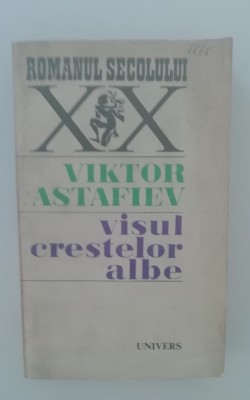 ROMANUL SECOLULUI
XX
VIKTOR
ASTAFIEV
visul
crestelor
albe
UNIVERS